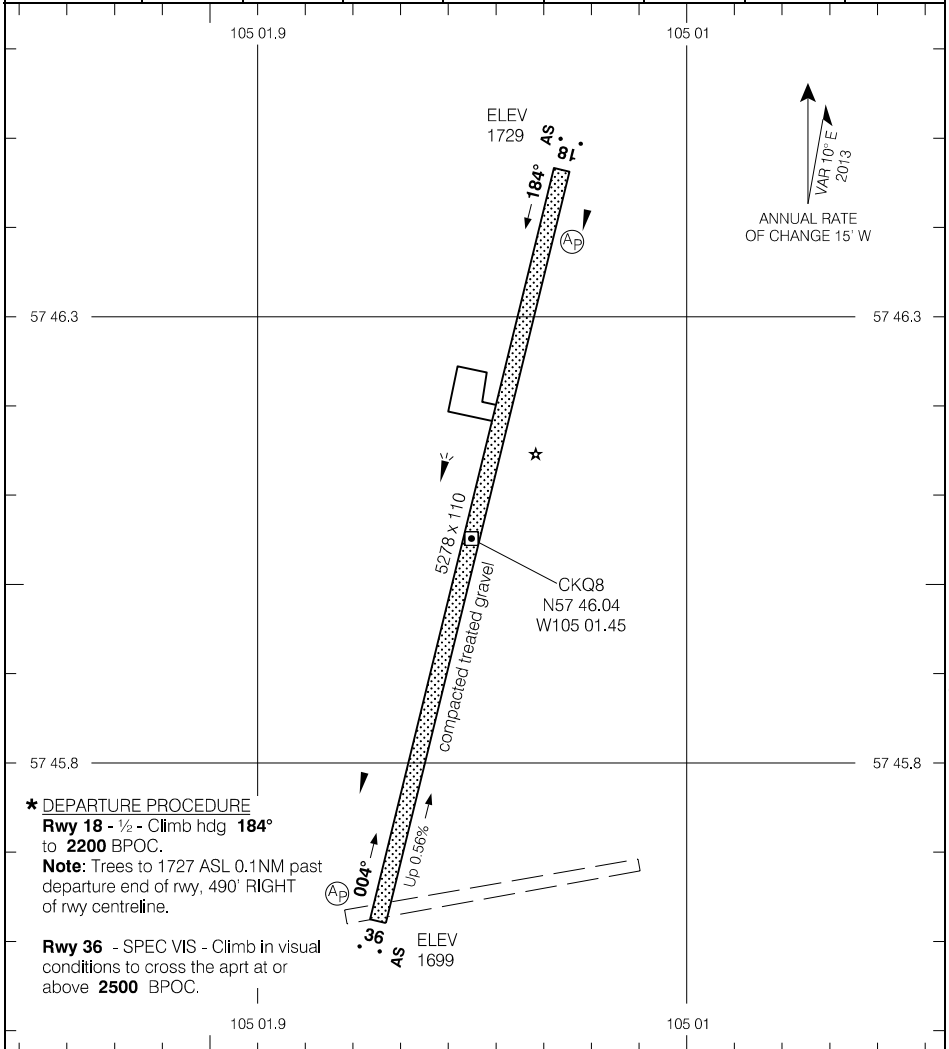 105 01.9
105 01
ELEV
1729
AS
18
184°
VAR 10° E
2013
ANNUAL RATE
OF CHANGE 15' W
AP
57 46.3
57 46.3
5278 x 110
CKQ8
N57 46.04
W105 01.45
compacted treated gravel
57 45.8
57 45.8
* DEPARTURE PROCEDURE
Rwy 18 - ½ - Climb hdg 184°
to 2200 BPOC.
Note: Trees to 1727 ASL 0.1NM past
departure end of rwy, 490' RIGHT
of rwy centreline.
Rwy 36 - SPEC VIS - Climb in visual
conditions to cross the aprt at or
above 2500 BPOC.
Up 0.56%
004°
AP
36
AS
ELEV
1699
105 01.9
105 01